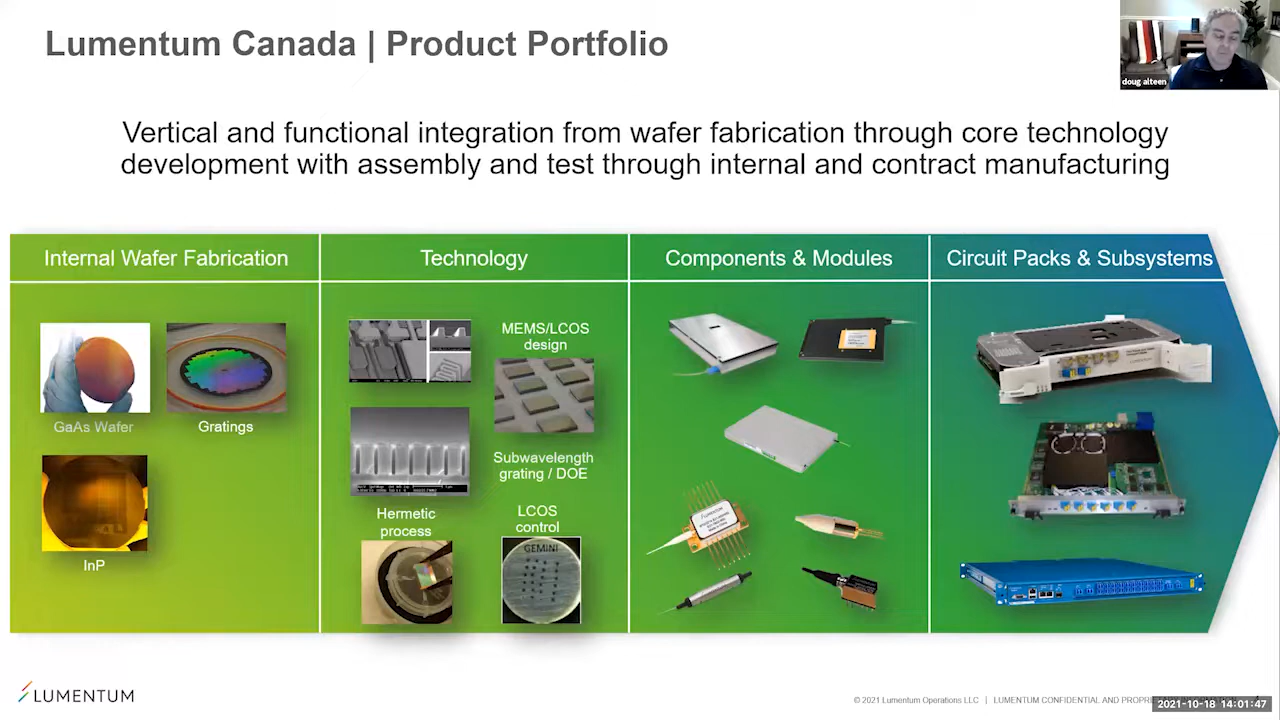 Lumentum Canada | Product Portfolio
doug alteen
Vertical and functional integration from wafer fabrication through core technology
development with assembly and test through internal and contract manufacturing
Internal Wafer Fabrication
Technology
Components & Modules
Circuit Packs & Subsystems
GaAs Wafer
Gratings
InP
MEMS/LCOS
design
Subwavelength
grating / DOE
Hermetic
process
LCOS
control
GEMINI
LUMENTUM
LUMENTUM
© 2021 Lumentum Operations LLC | LUMENTUM CONFIDENTIAL AND
2021-10-18 14:01:47